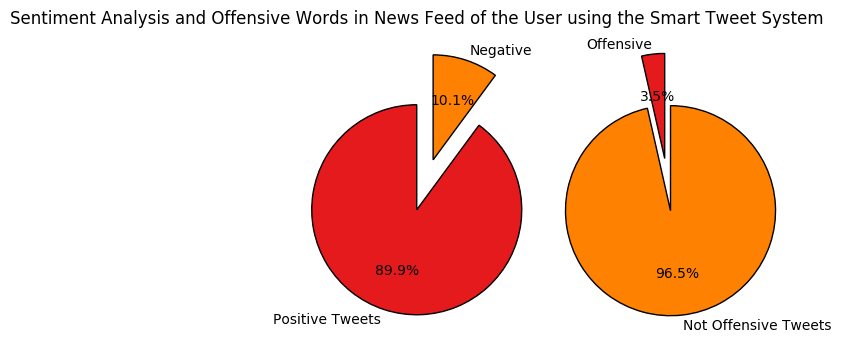 Sentiment Analysis and Offensive Words in News Feed of the User using the Smart Tweet System
Negative
10.1%
89.9%
Positive Tweets
Offensive
3.5%
96.5%
Not Offensive Tweets